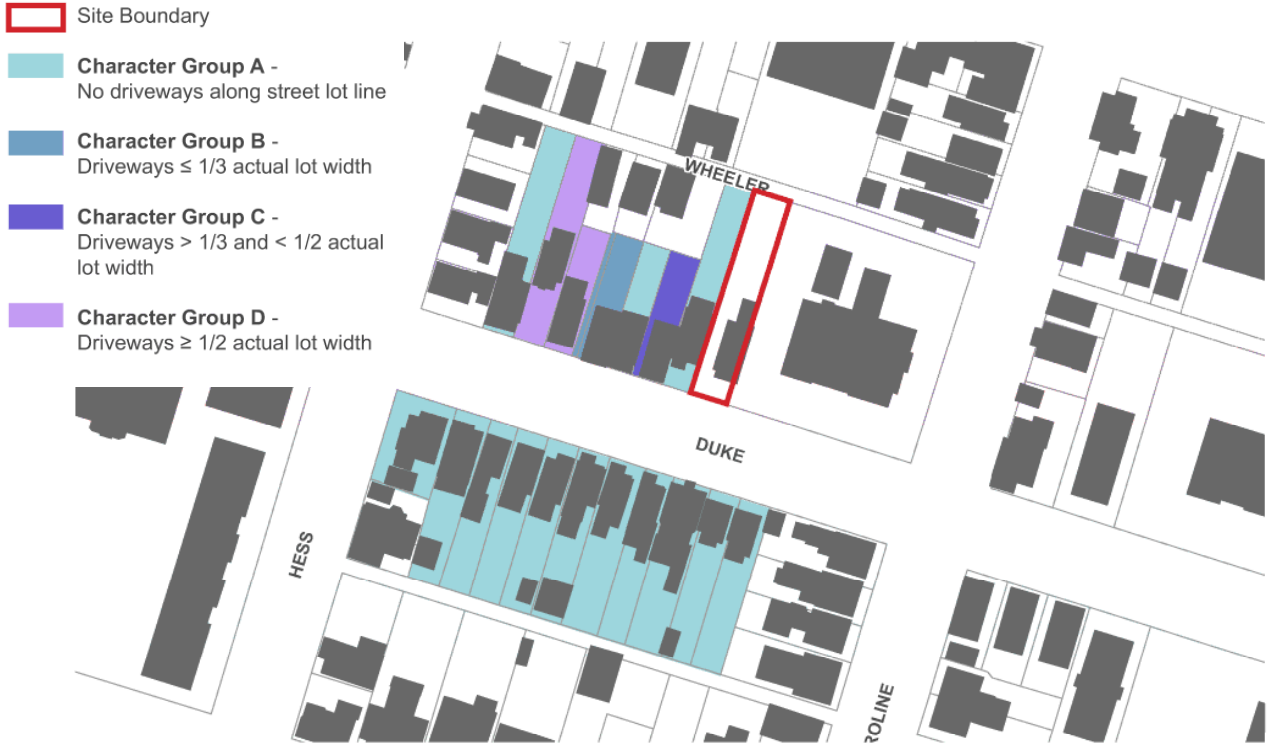 Site Boundary
Character Group A -
No driveways along street lot line
Character Group B -
Driveways ≤ 1/3 actual lot width
Character Group C -
Driveways > 1/3 and < 1/2 actual
lot width
Character Group D -
Driveways ≥ 1/2 actual lot width
WHEELER
DUKE
HESS
ROLINE